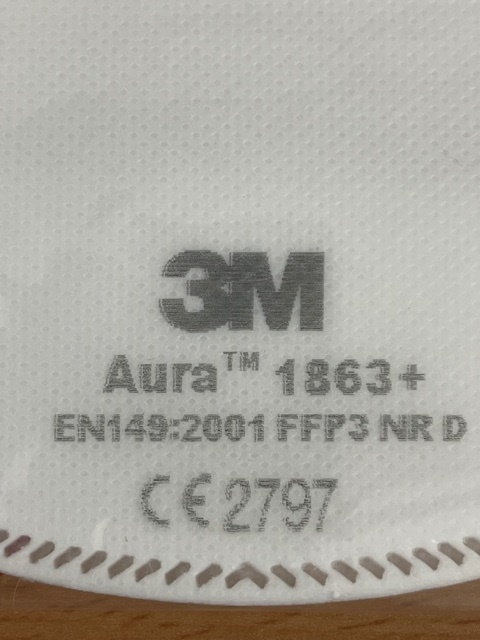 3M
Aura™ 1863+
EN149:2001 FFP3 NR D
CE 2797